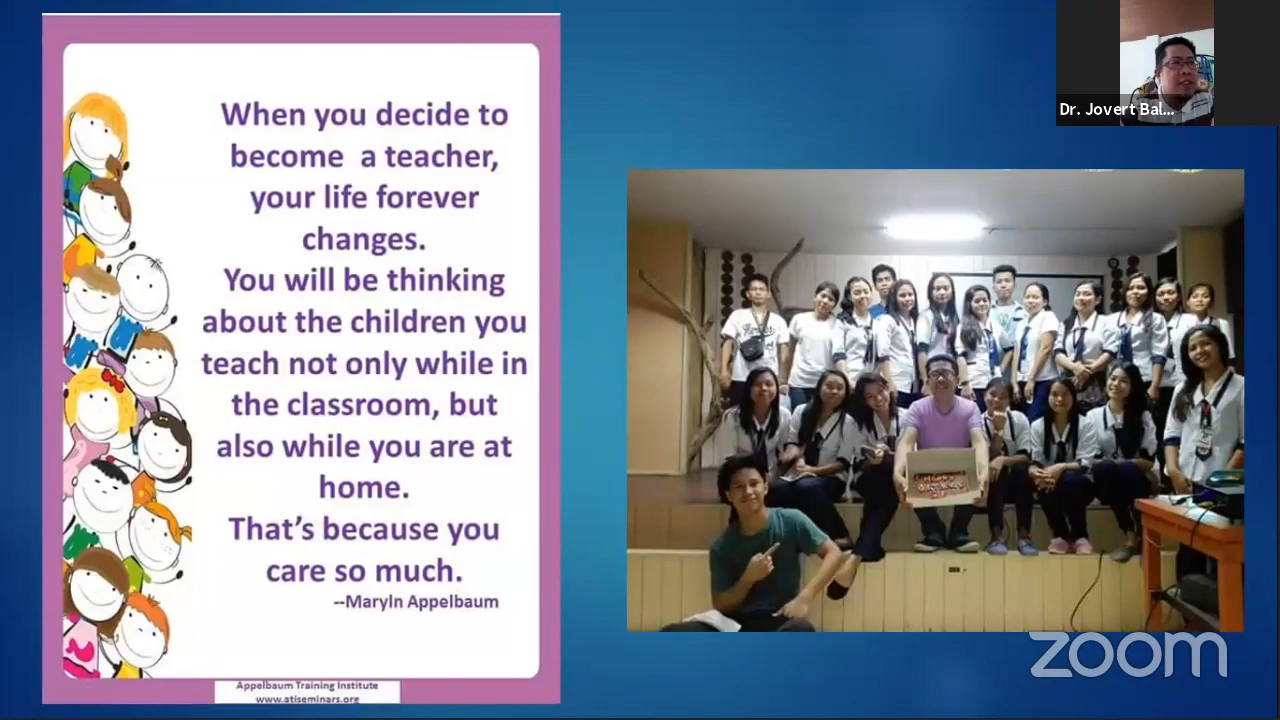 When you decide to
become a teacher,
your life forever
changes.
You will be thinking
about the children you
teach not only while in
the classroom, but
also while you are at
home.
That's because you
care so much.
--Maryln Appelbaum
Appelbaum Training Institute
www.atiseminars.org
Dr. Jovert Bal...
zoom